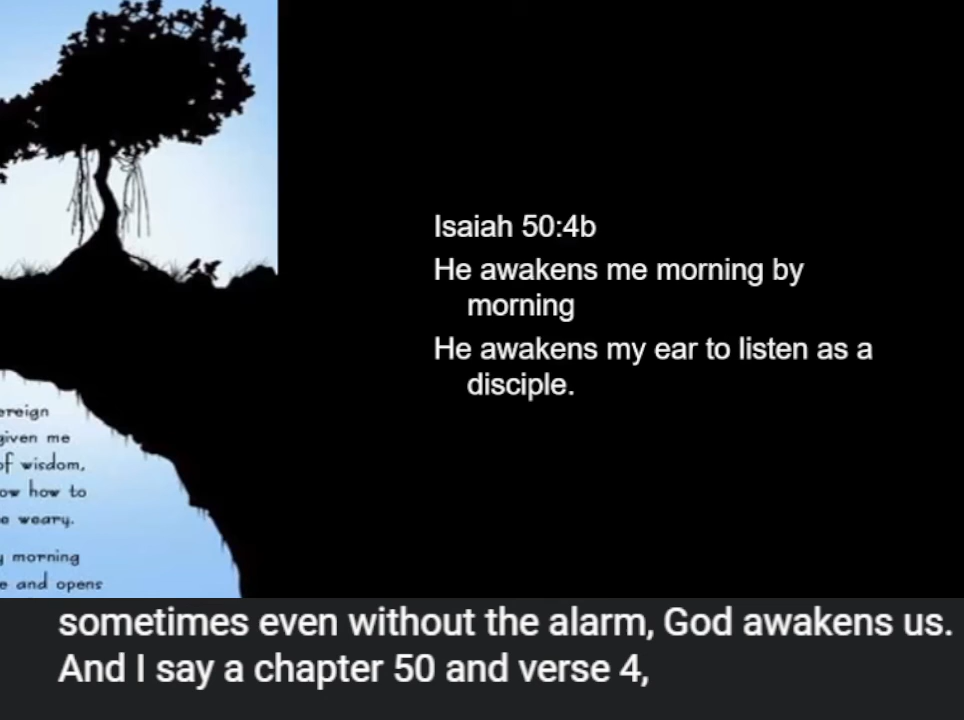 Isaiah 50:4b
He awakens me morning by
morning
He awakens my ear to listen as a
disciple.
given me
of wisdom,
how to
weary.
morning
and opens
sometimes even without the alarm, God awakens us.
And I say a chapter 50 and verse 4,